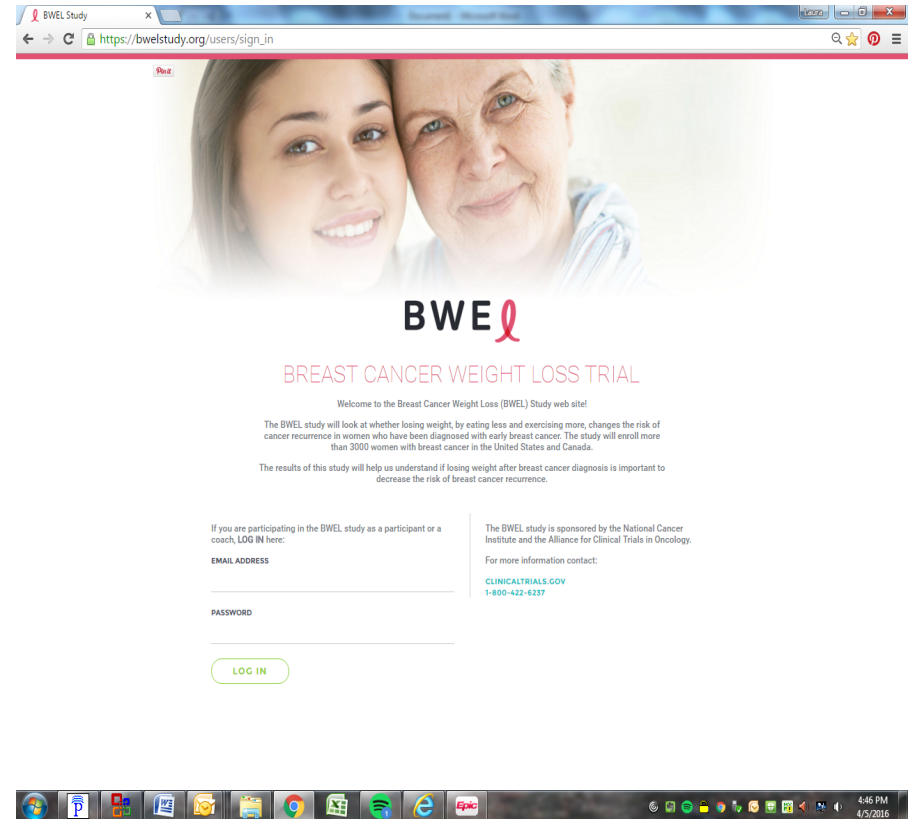 BWEL Study
Laura
https://bwelstudy.org/users/sign_in
Pin it
BWEL
BREAST CANCER WEIGHT LOSS TRIAL
Welcome to the Breast Cancer Weight Loss (BWEL) Study web site!
The BWEL study will look at whether losing weight, by eating less and exercising more, changes the risk of
cancer recurrence in women who have been diagnosed with early breast cancer. The study will enroll more
than 3000 women with breast cancer in the United States and Canada.
The results of this study will help us understand if losing weight after breast cancer diagnosis is important to
decrease the risk of breast cancer recurrence.
If you are participating in the BWEL study as a participant or a
coach, LOG IN here:
EMAIL ADDRESS
PASSWORD
LOG IN
The BWEL study is sponsored by the National Cancer
Institute and the Alliance for Clinical Trials in Oncology.
For more information contact:
CLINICALTRIALS.GOV
1-800-422-6237
Epic
4:46 PM
4/5/2016